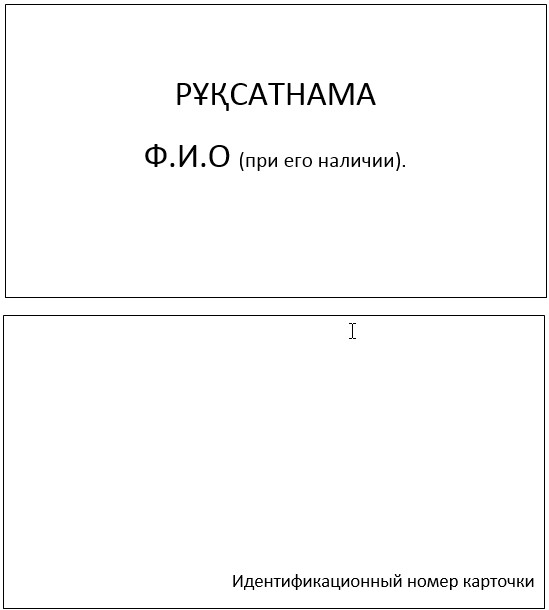 РҰҚСАТНАМА
Ф.И.О (при его наличии).
Идентификационный номер карточки